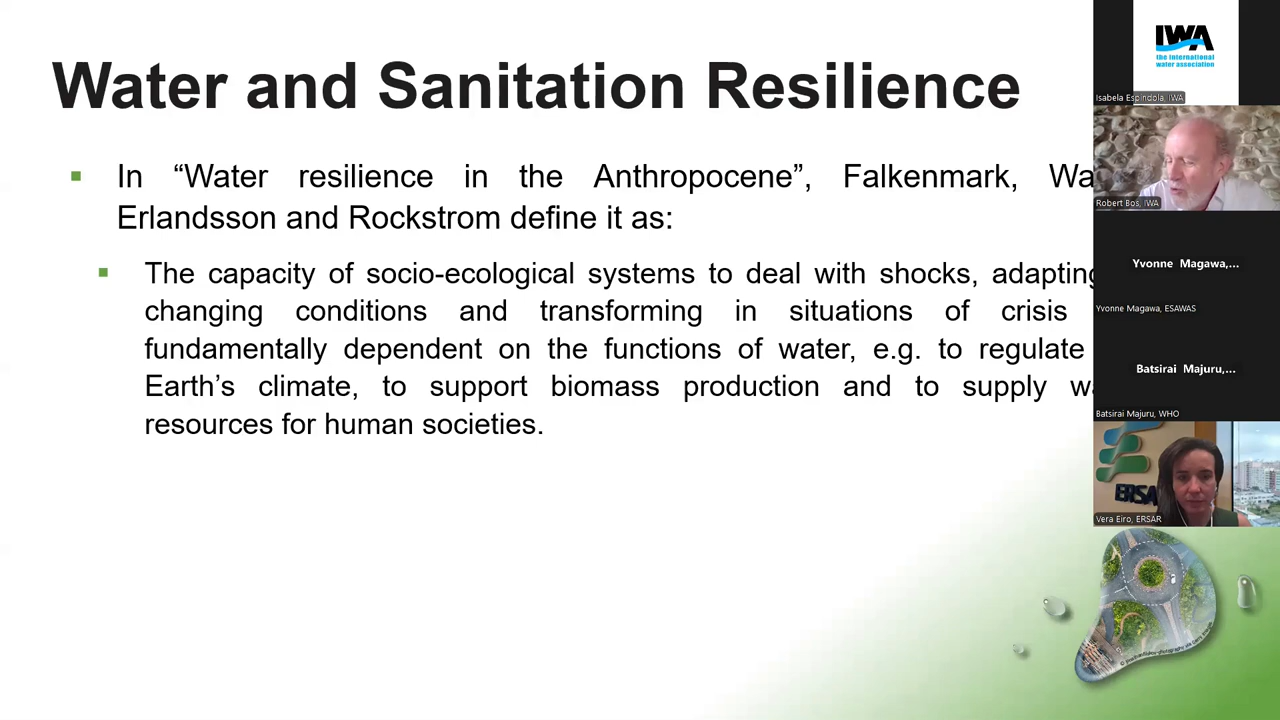 Water and Sanitation Resilience
In “Water resilience in the Anthropocene”, Falkenmark, Wa
Erlandsson and Rockstrom define it as:
The capacity of socio-ecological systems to deal with shocks, adapting
changing conditions and transforming in situations of crisis
fundamentally dependent on the functions of water, e.g. to regulate
Earth’s climate, to support biomass production and to supply wa
resources for human societies.
IWA
the international
water association
Isabela Espindola, IWA
Robert Bos, IWA
Yvonne Magawa,...
Yvonne Magawa, ESAWAS
Batsirai Majuru,...
Batsirai Majuru, WHO
ERSA
Vera Eiro, ERSAR